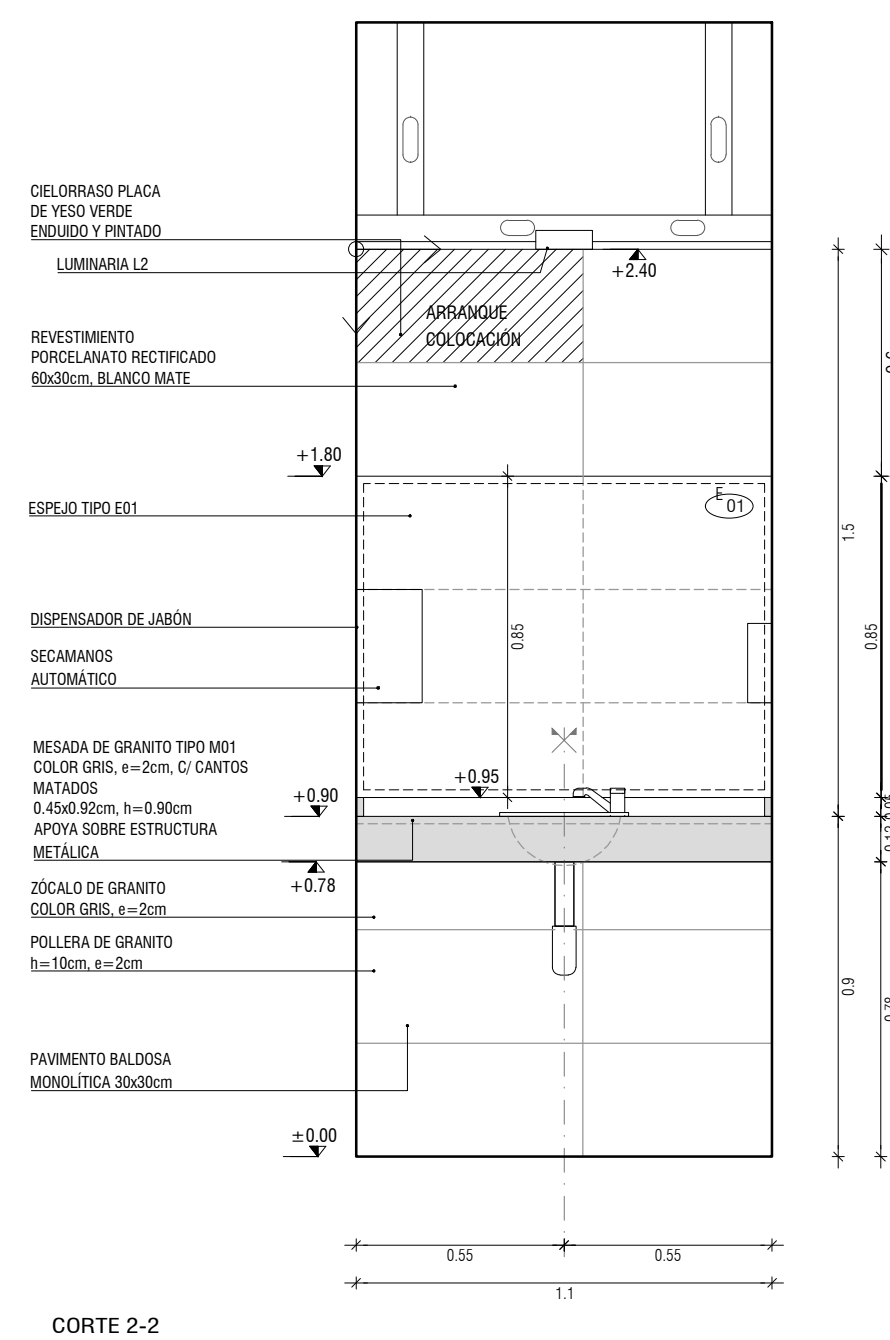 CIELORRASO PLACA
DE YESO VERDE
ENDUIDO Y PINTADO
LUMINARIA L2
+2.40
ARRANQUE
COLOCACIÓN
REVESTIMIENTO
PORCELANATO RECTIFICADO
60x30cm, BLANCO MATE
+1.80
ESPEJO TIPO E01
E
01
1.5
DISPENSADOR DE JABÓN
0.85
0.85
SECAMANOS
AUTOMÁTICO
MESADA DE GRANITO TIPO M01
COLOR GRIS, e=2cm, C/ CANTOS
MATADOS
0.45x0.92cm, h=0.90cm
APOYA SOBRE ESTRUCTURA
METÁLICA
+0.95
+0.90
+0.78
0.12
ZÓCALO DE GRANITO
COLOR GRIS, e=2cm
POLLERA DE GRANITO
h=10cm, e=2cm
0.9
0.78
PAVIMENTO BALDOSA
MONOLÍTICA 30x30cm
±0.00
0.55
0.55
1.1
CORTE 2-2